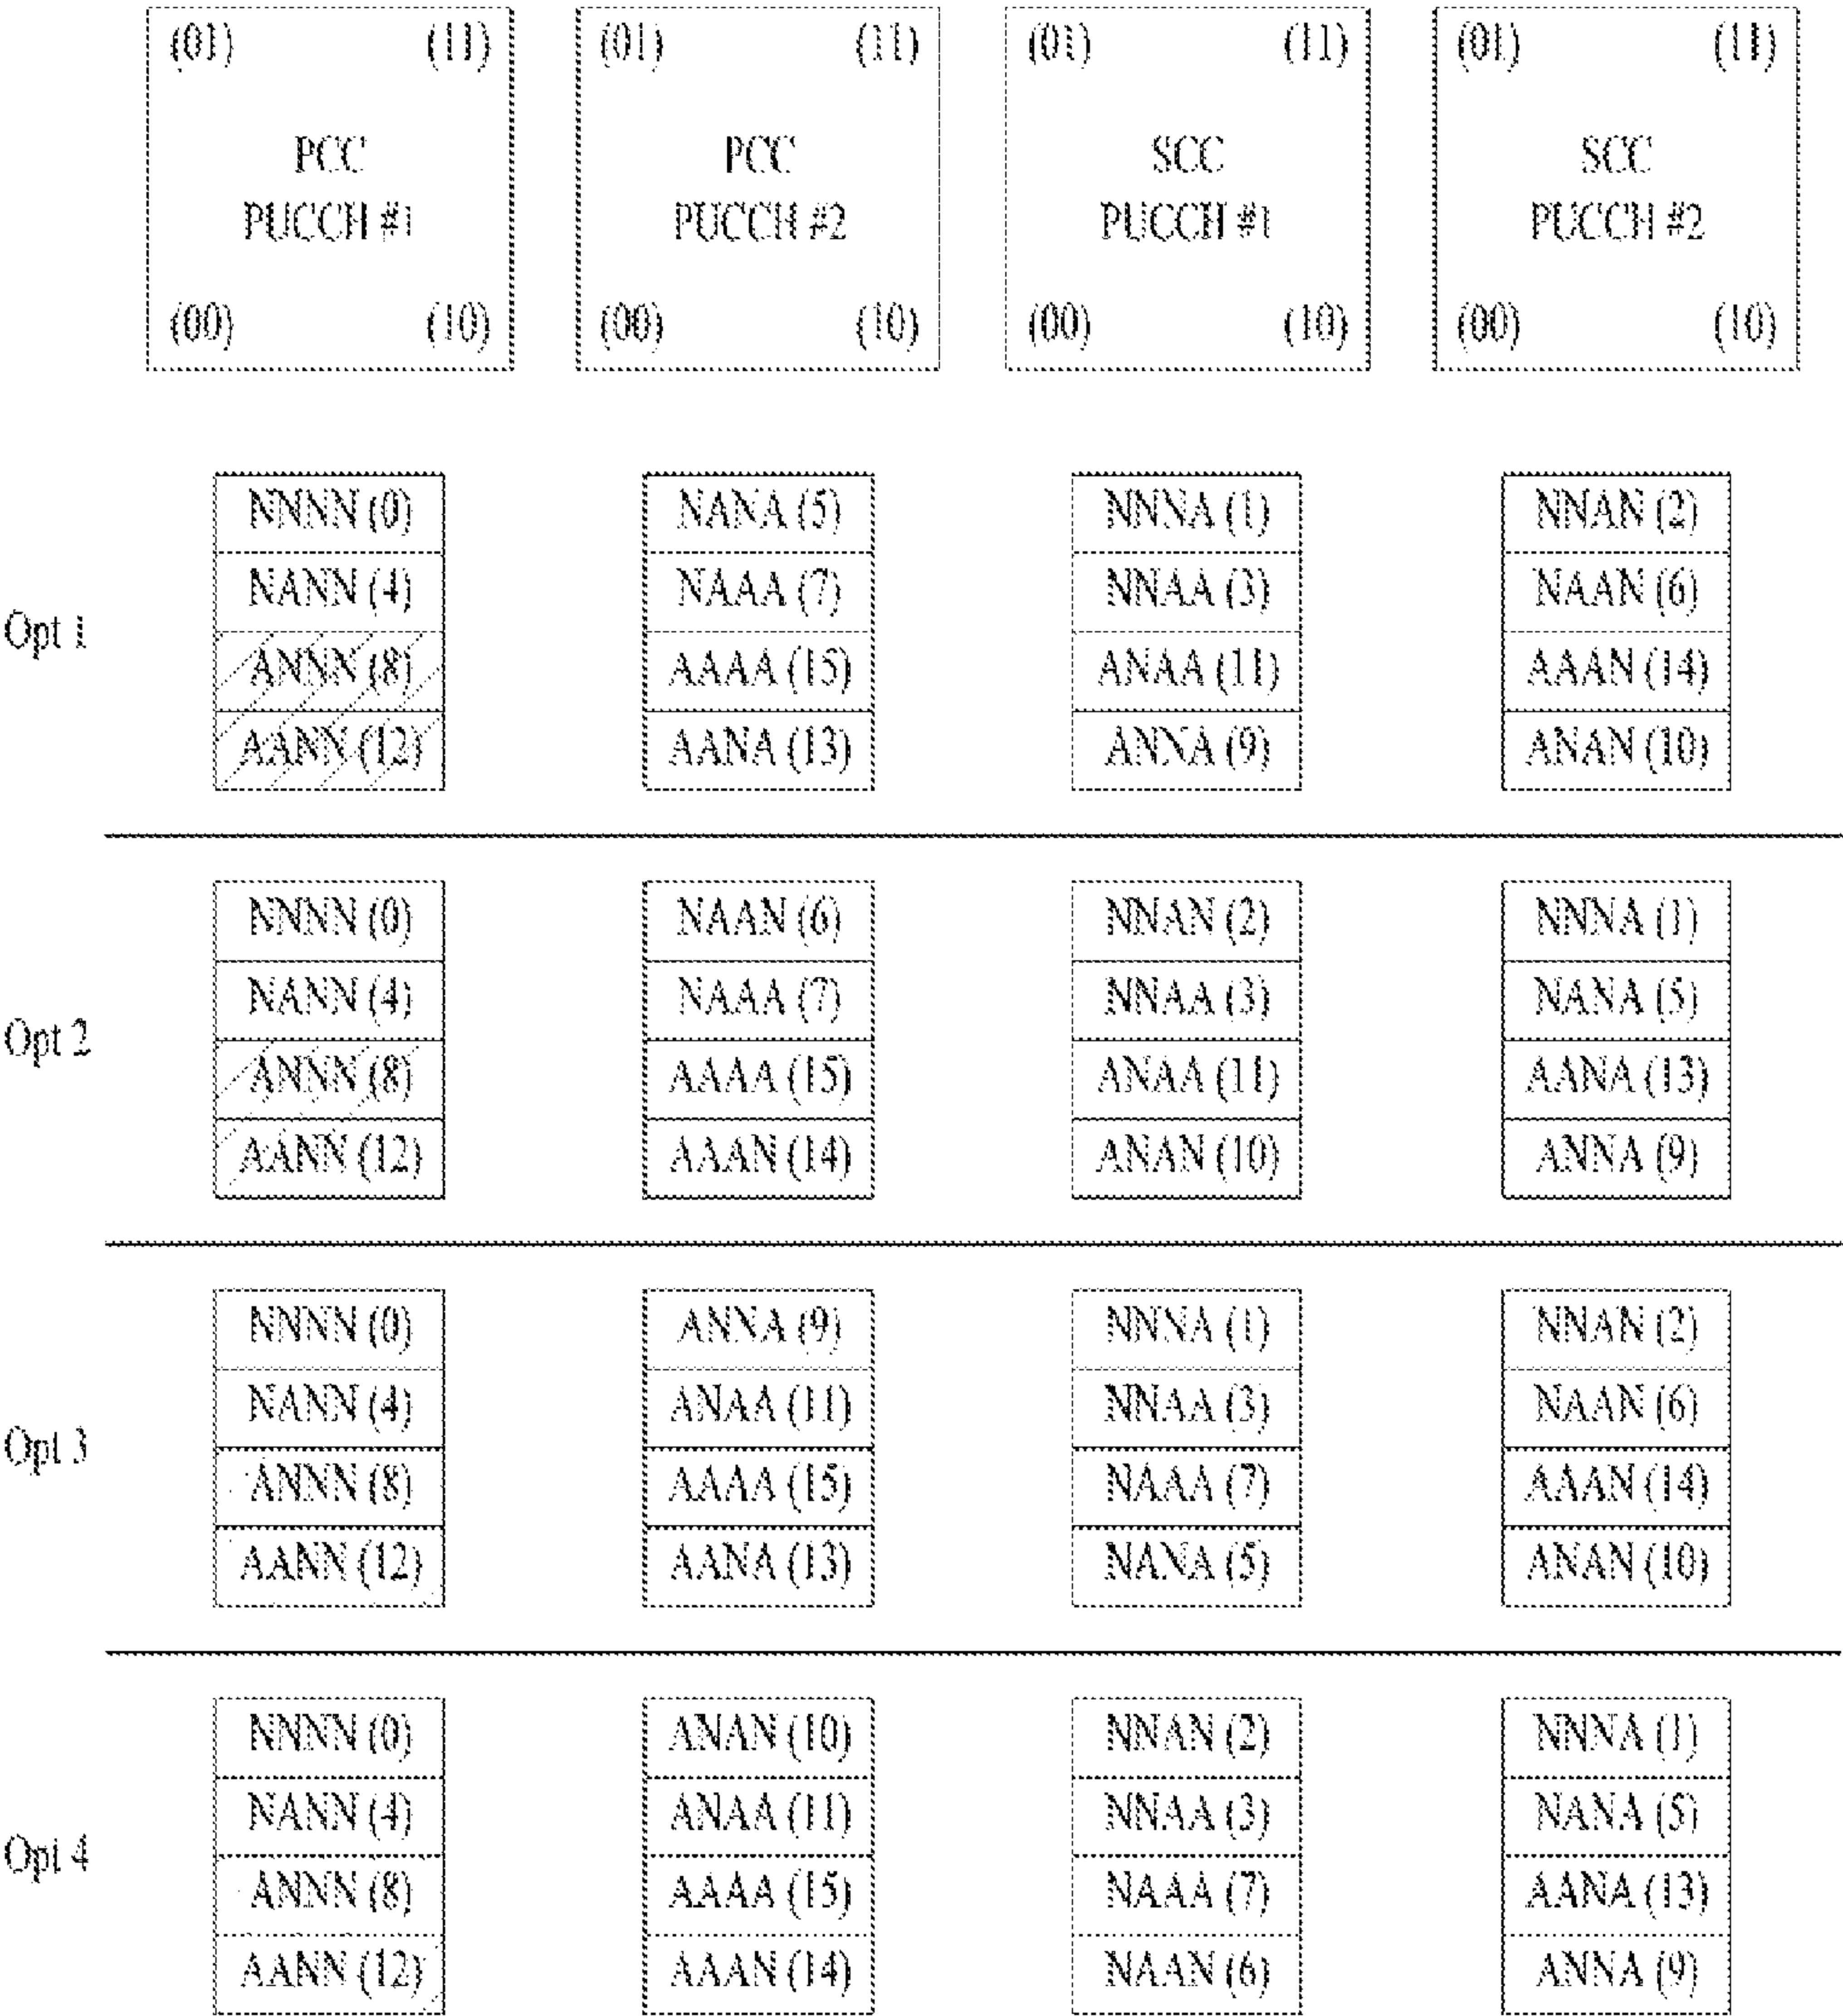 (01) (11) (01) (11) (01) (11) (01) (11)
PCC PCC SCC SCC
PUCCH #1 PUCCH #2 PUCCH #1 PUCCH #2
(00) (10) (00) (10) (00) (10) (00) (10)
NNNN (0) NANA (5) NNNA (1) NNAN (2)
NANN (4) NAAA (7) NNAA (3) NAAN (6)
Opt 1
ANNN (8) AAAA (15) ANAA (11) AAAN (14)
AANN (12) AANA (13) ANNA (9) ANAN (10)
NNNN (0) NAAN (6) NNAN (2) NNNA (1)
NANN (4) NAAA (7) NNAA (3) NANA (5)
Opt 2
ANNN (8) AAAA (15) ANAA (11) AANA (13)
AANN (12) AAAN (14) ANAN (10) ANNA (9)
NNNN (0) ANNA (9) NNNA (1) NNAN (2)
NANN (4) ANAA (11) NNAA (3) NAAN (6)
Opt 3
ANNN (8) AAAA (15) NAAA (7) AAAN (14)
AANN (12) AANA (13) NANA (5) ANAN (10)
NNNN (0) ANAN (10) NNAN (2) NNNA (1)
NANN (4) ANAA (11) NNAA (3) NANA (5)
Opt 4
ANNN (8) AAAA (15) NAAA (7) AANA (13)
AANN (12) AAAN (14) NAAN (6) ANNA (9)